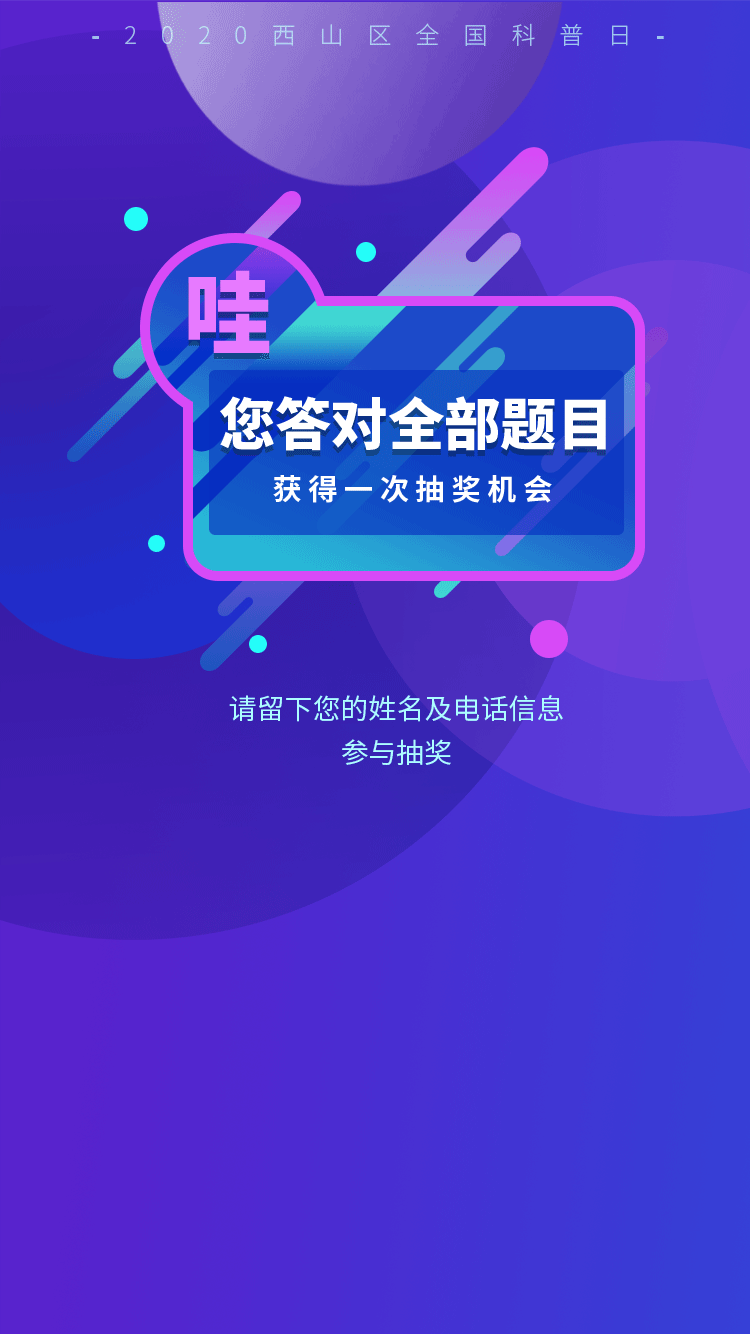 - 2020西山区全国科普日 -
哇
您答对全部题目
获得一次抽奖机会
请留下您的姓名及电话信息
参与抽奖